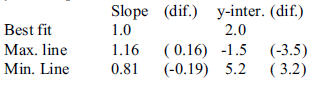 Slope (dif.) y-inter. (dif.)
Best fit 1.0 2.0
Max. line 1.16 ( 0.16) -1.5 (-3.5)
Min. Line 0.81 (-0.19) 5.2 ( 3.2)